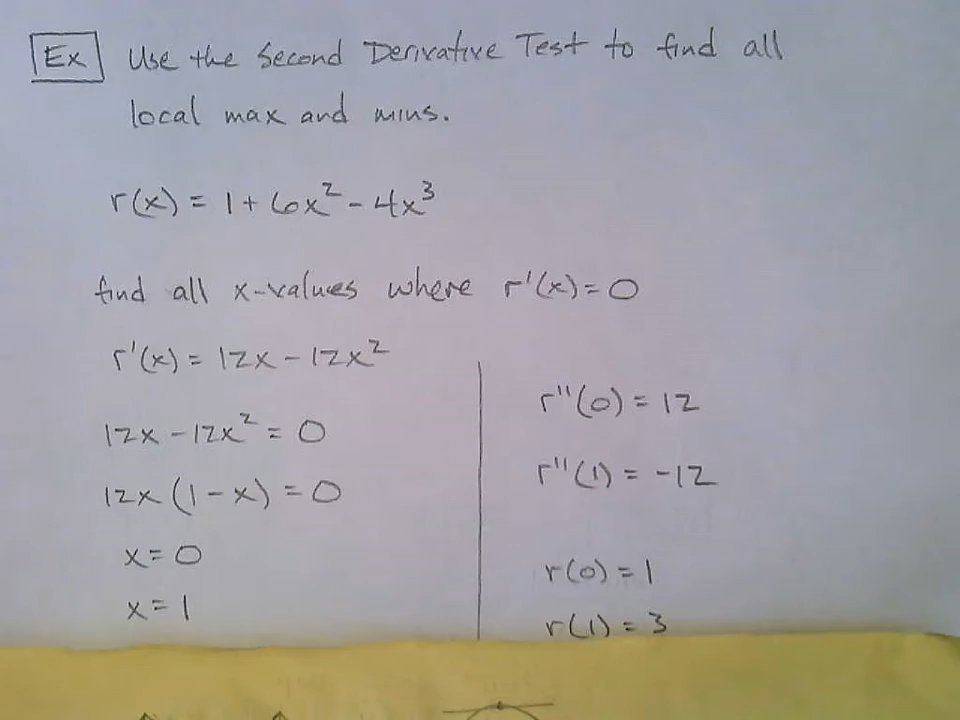 Ex Use the Second Derivative Test to find all
local max and mins.
r(x) = 1 + 6x² - 4x³
find all x-values where r'(x) = 0
r'(x) = 12x - 12x²
12x - 12x² = 0
12x (1 - x) = 0
x = 0
x = 1
r''(0) = 12
r''(1) = -12
r(0) = 1
r(1) = 3